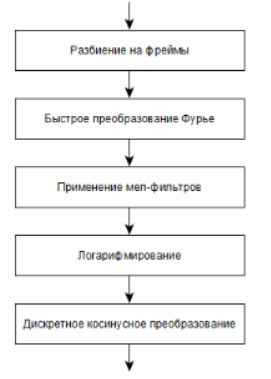 Разбиение на фреймы
Быстрое преобразование Фурье
Применение мел-фильтров
Логарифмирование
Дискретное косинусное преобразование